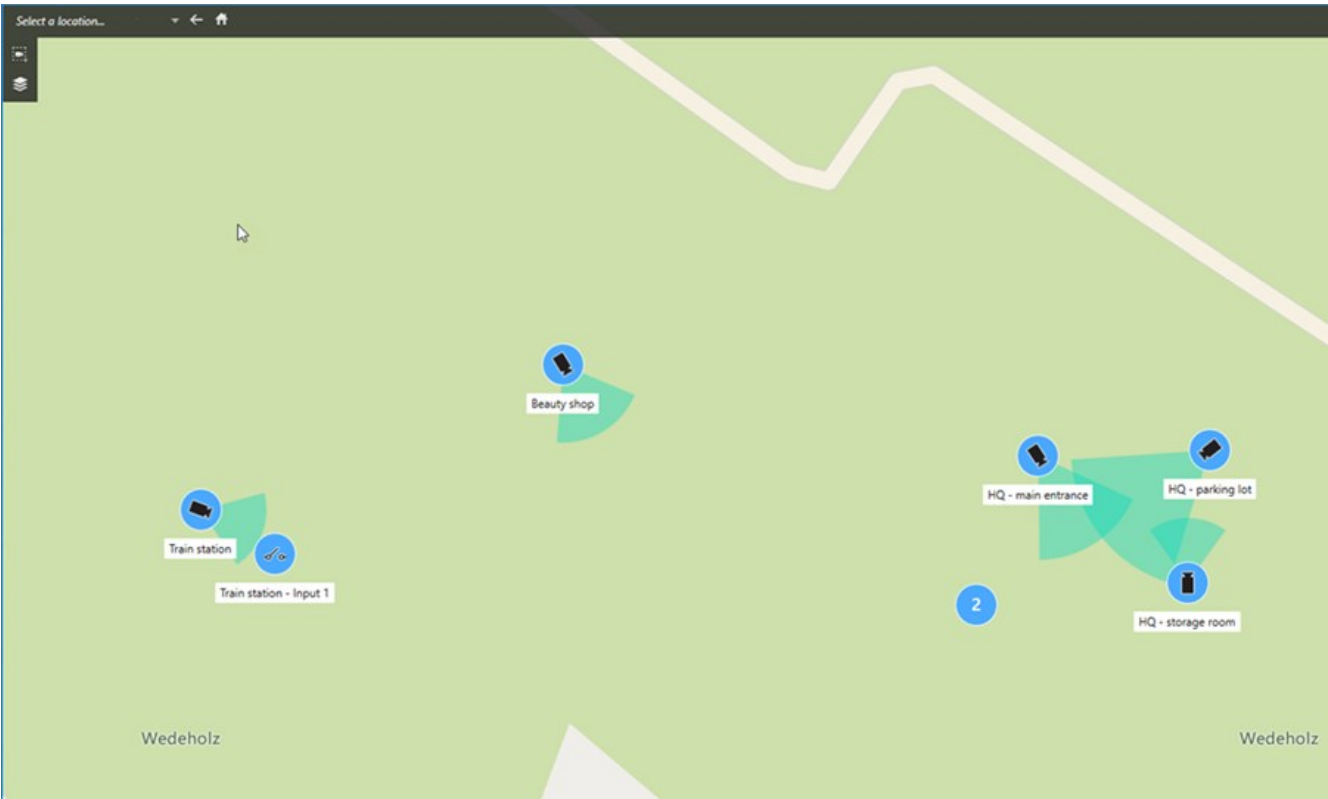 Select a location...
Beauty shop
HQ - main entrance
HQ - parking lot
Train station
Train station - Input 1
2
HQ - storage room
Wedeholz
Wedeholz